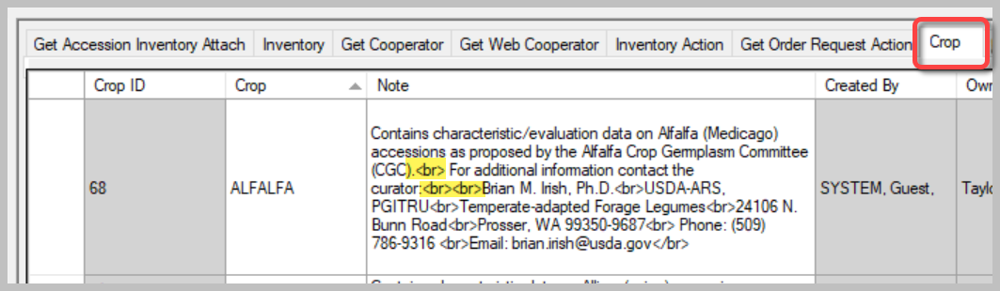 Get Accession Inventory Attach Inventory Get Cooperator Get Web Cooperator Inventory Action Get Order Request Action Crop
Crop ID Crop Note Created By Own
Contains characteristic/evaluation data on Alfalfa (Medicago)
accessions as proposed by the Alfalfa Crop Germplasm Committee
(CGC).<br> For additional information contact the
curator:<br><br>Brian M. Irish, Ph.D.<br>USDA-ARS,
68 ALFALFA PGITRU<br>Temperate-adapted Forage Legumes<br>24106 N. SYSTEM, Guest, Taylo
Bunn Road<br>Prosser, WA 99350-9687<br> Phone: (509)
786-9316 <br>Email: brian.irish@usda.gov</br>